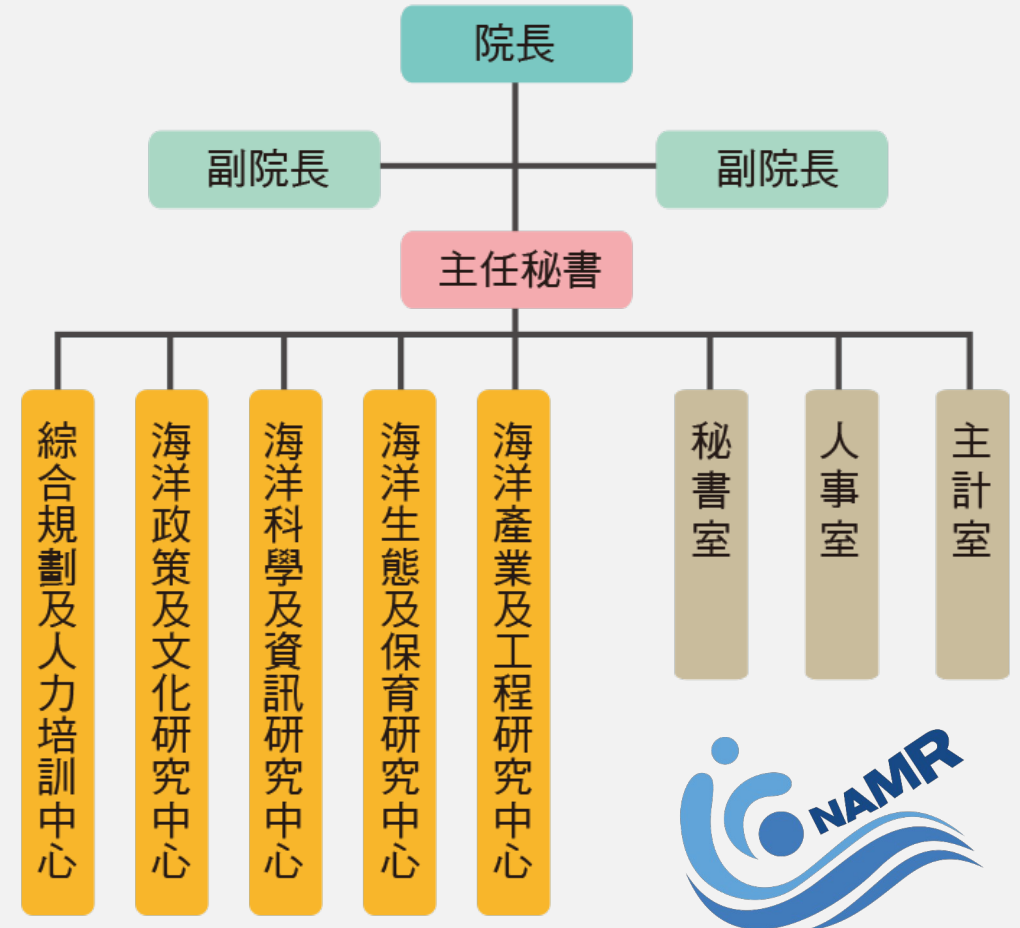 院長
副院長
副院長
主任秘書
綜合規劃及人力培訓中心
海洋政策及文化研究中心
海洋科學及資訊研究中心
海洋生態及保育研究中心
海洋產業及工程研究中心
秘書室
人事室
主計室
NAMR